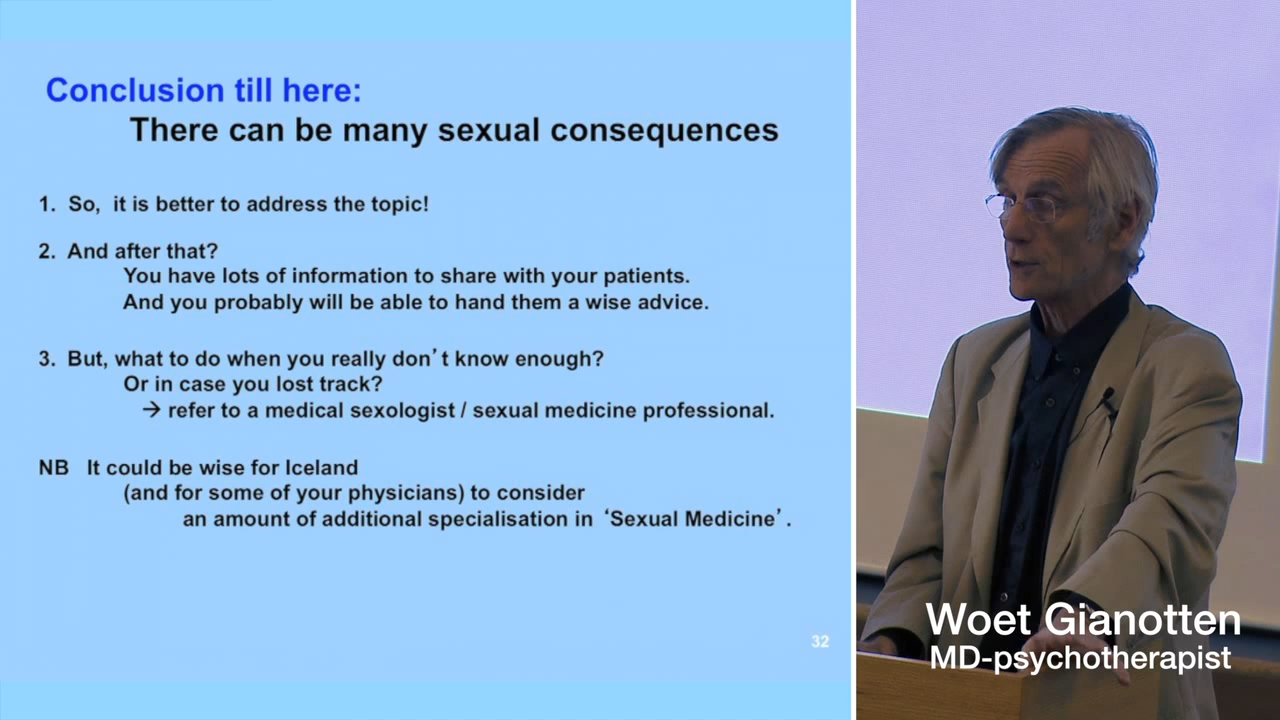 Conclusion till here:
There can be many sexual consequences
1. So, it is better to address the topic!
2. And after that?
You have lots of information to share with your patients.
And you probably will be able to hand them a wise advice.
3. But, what to do when you really don’t know enough?
Or in case you lost track?
→ refer to a medical sexologist / sexual medicine professional.
NB It could be wise for Iceland
(and for some of your physicians) to consider
an amount of additional specialisation in ‘Sexual Medicine’.
32
Woet Gianotten
MD-psychotherapist